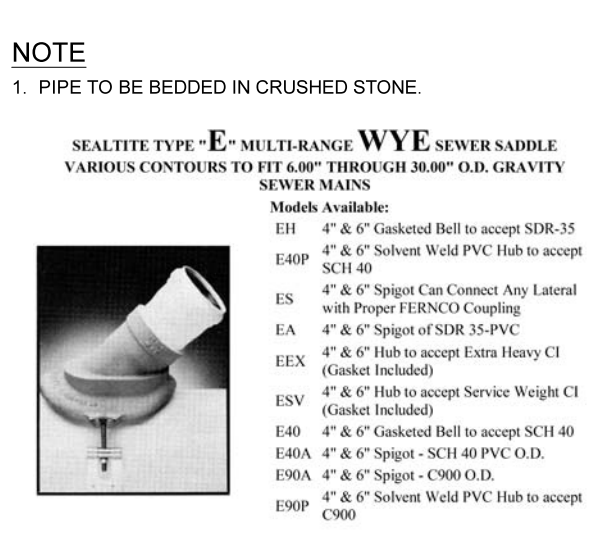 NOTE
1. PIPE TO BE BEDDED IN CRUSHED STONE.
SEALTITE TYPE "E" MULTI-RANGE WYE SEWER SADDLE
VARIOUS CONTOURS TO FIT 6.00" THROUGH 30.00" O.D. GRAVITY
SEWER MAINS
Models Available:
EH 4" & 6" Gasketed Bell to accept SDR-35
E40P 4" & 6" Solvent Weld PVC Hub to accept
SCH 40
ES 4" & 6" Spigot Can Connect Any Lateral
with Proper FERNCO Coupling
EA 4" & 6" Spigot of SDR 35-PVC
EEX 4" & 6" Hub to accept Extra Heavy CI
(Gasket Included)
ESV 4" & 6" Hub to accept Service Weight CI
(Gasket Included)
E40 4" & 6" Gasketed Bell to accept SCH 40
E40A 4" & 6" Spigot - SCH 40 PVC O.D.
E90A 4" & 6" Spigot - C900 O.D.
E90P 4" & 6" Solvent Weld PVC Hub to accept
C900